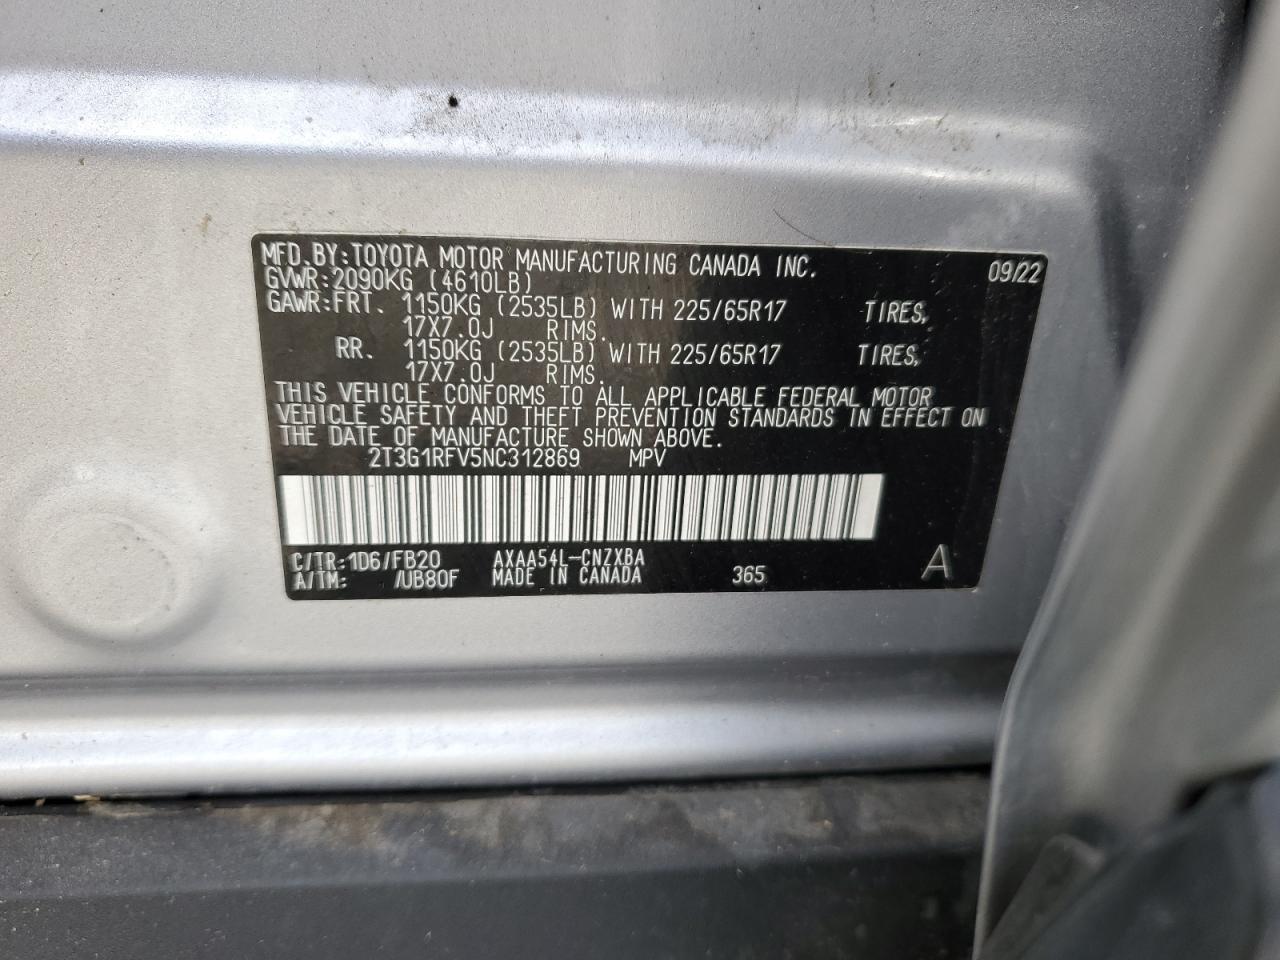 MFD. BY: TOYOTA MOTOR MANUFACTURING CANADA INC. 09/22
GVWR: 2090KG (4610LB)
GAWR: FRT. 1150KG (2535LB) WITH 225/65R17 TIRES,
17X7.0J RIMS.
RR. 1150KG (2535LB) WITH 225/65R17 TIRES,
17X7.0J RIMS.
THIS VEHICLE CONFORMS TO ALL APPLICABLE FEDERAL MOTOR
VEHICLE SAFETY AND THEFT PREVENTION STANDARDS IN EFFECT ON
THE DATE OF MANUFACTURE SHOWN ABOVE.
2T3G1RFV5NC312869 MPV
C/TR: 1D6/FB20 AXAA54L-CNZXBA
A/TM: /UB80F MADE IN CANADA 365 A